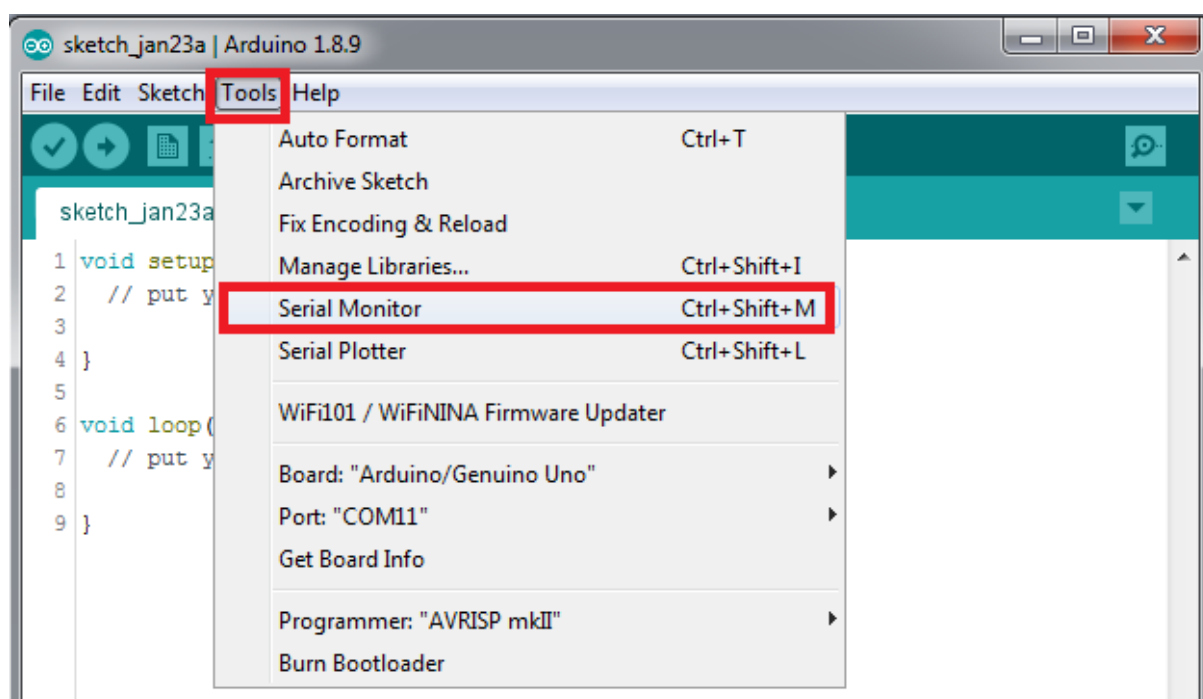 sketch_jan23a | Arduino 1.8.9
File Edit Sketch Tools Help
Auto Format Ctrl+T
Archive Sketch
sketch_jan23a
Fix Encoding & Reload
1 void setup
Manage Libraries... Ctrl+Shift+I
2 // put y
Serial Monitor Ctrl+Shift+M
3
Serial Plotter Ctrl+Shift+L
4 }
5
WiFi101 / WiFiNINA Firmware Updater
6 void loop(
7 // put y
Board: "Arduino/Genuino Uno"
8
Port: "COM11"
9 }
Get Board Info
Programmer: "AVRISP mkII"
Burn Bootloader